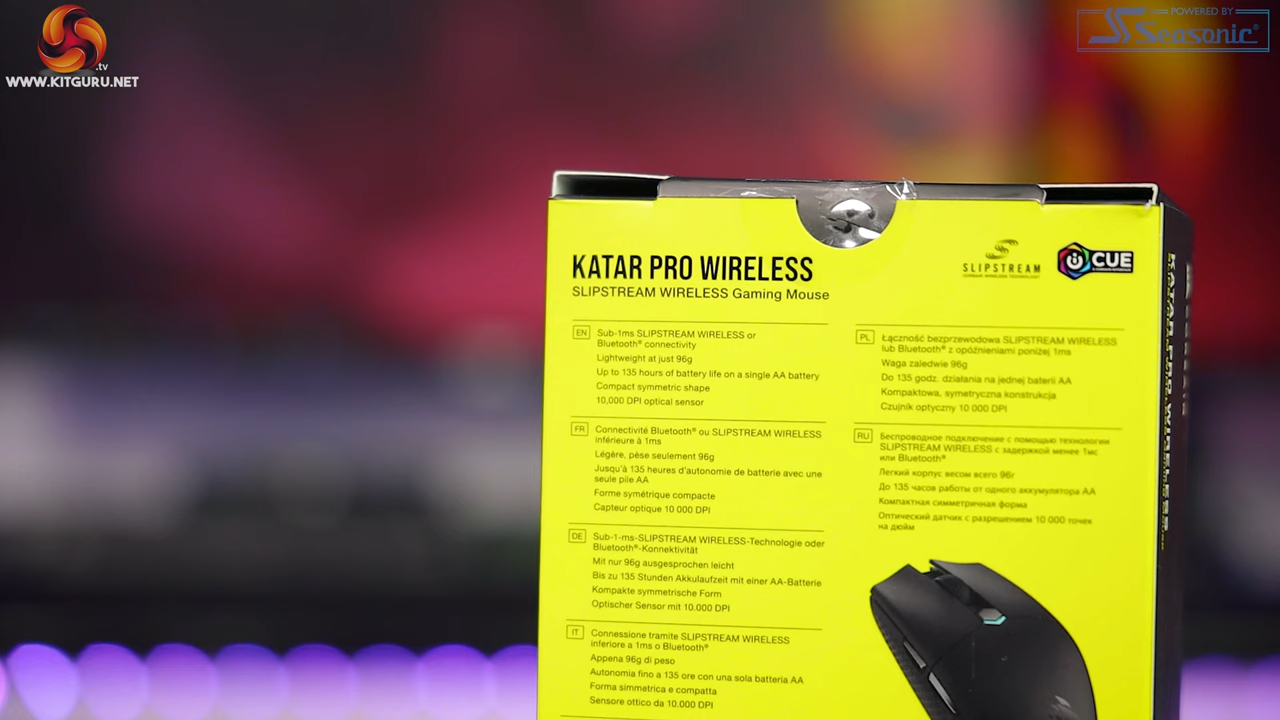 .tv
WWW.KITGURU.NET
POWERED BY
Seasonic®
KATAR PRO WIRELESS
SLIPSTREAM WIRELESS Gaming Mouse
SLIPSTREAM
CORSAIR WIRELESS TECHNOLOGY
iCUE
EN
Sub-1ms SLIPSTREAM WIRELESS or
Bluetooth® connectivity
Lightweight at just 96g
Up to 135 hours of battery life on a single AA battery
Compact symmetric shape
10,000 DPI optical sensor
FR
Connectivité Bluetooth® ou SLIPSTREAM WIRELESS
inférieure à 1ms
Légère, pèse seulement 96g
Jusqu'à 135 heures d'autonomie de batterie avec une
seule pile AA
Forme symétrique compacte
Capteur optique 10 000 DPI
DE
Sub-1-ms-SLIPSTREAM WIRELESS-Technologie oder
Bluetooth®-Konnektivität
Mit nur 96g ausgesprochen leicht
Bis zu 135 Stunden Akkulaufzeit mit einer AA-Batterie
Kompakte symmetrische Form
Optischer Sensor mit 10.000 DPI
IT
Connessione tramite SLIPSTREAM WIRELESS
inferiore a 1ms o Bluetooth®
Appena 96g di peso
Autonomia fino a 135 ore con una sola batteria AA
Forma simmetrica e compatta
Sensore ottico da 10.000 DPI
PL
Łączność bezprzewodowa SLIPSTREAM WIRELESS
lub Bluetooth® z opóźnieniami poniżej 1ms
Waga zaledwie 96g
Do 135 godz. działania na jednej baterii AA
Kompaktowa, symetryczna konstrukcja
Czujnik optyczny 10 000 DPI
RU
Беспроводное подключение с помощью технологии
SLIPSTREAM WIRELESS с задержкой менее 1мс
или Bluetooth®
Легкий корпус весом всего 96г
До 135 часов работы от одного аккумулятора AA
Компактная симметричная форма
Оптический датчик с разрешением 10 000 точек
на дюйм
KATAR PRO WIRELESS